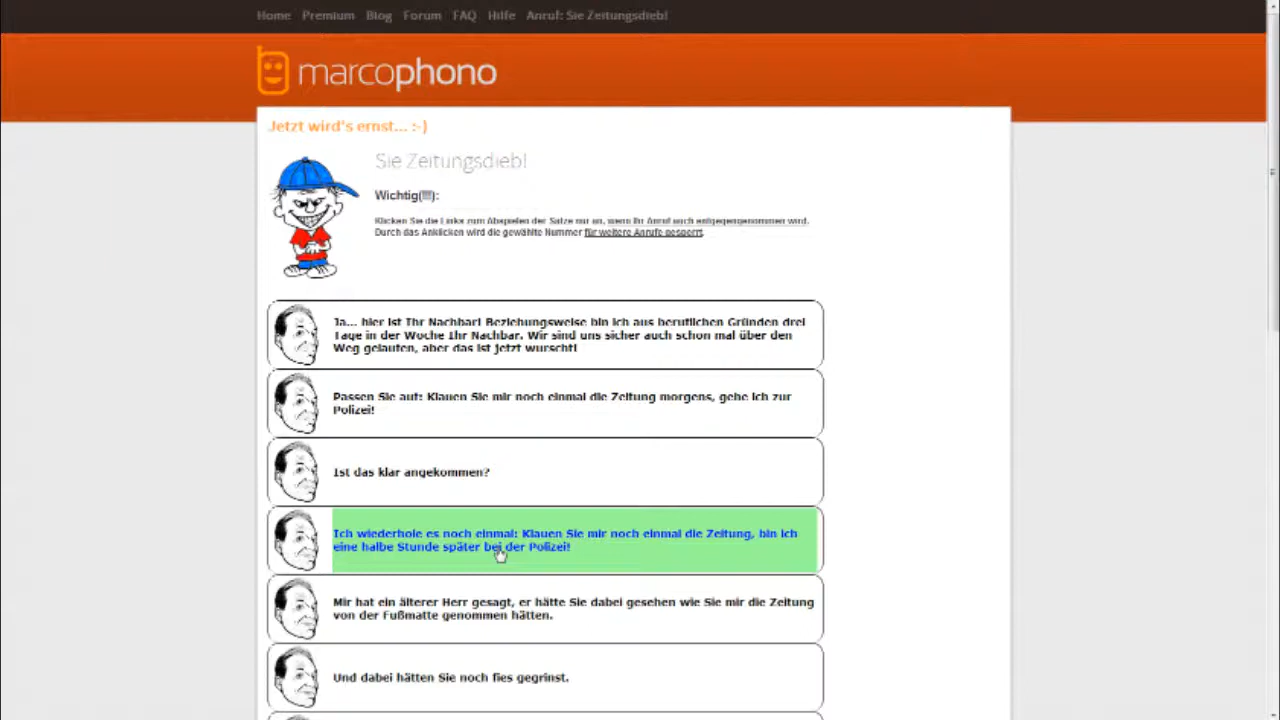 Home Premium Blog Forum FAQ Hilfe Anruf: Sie Zeitungsdieb!
marcophono
Jetzt wird's ernst... :-)
Sie Zeitungsdieb!
Wichtig(!!!):
Klicken Sie die Links zum Abspielen der Sätze nur an, wenn Ihr Anruf auch entgegengenommen wird.
Durch das Anklicken wird die gewählte Nummer für weitere Anrufe gesperrt.
Ja... hier ist Ihr Nachbar! Beziehungsweise bin ich aus beruflichen Gründen drei
Tage in der Woche Ihr Nachbar. Wir sind uns sicher auch schon mal über den
Weg gelaufen, aber das ist jetzt wurscht!
Passen Sie auf: Klauen Sie mir noch einmal die Zeitung morgens, gehe ich zur
Polizei!
Ist das klar angekommen?
Ich wiederhole es noch einmal: Klauen Sie mir noch einmal die Zeitung, bin ich
eine halbe Stunde später bei der Polizei!
Mir hat ein älterer Herr gesagt, er hätte Sie dabei gesehen wie Sie mir die Zeitung
von der Fußmatte genommen hätten.
Und dabei hätten Sie noch fies gegrinst.